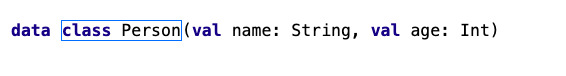 data class Person(val name: String, val age: Int)